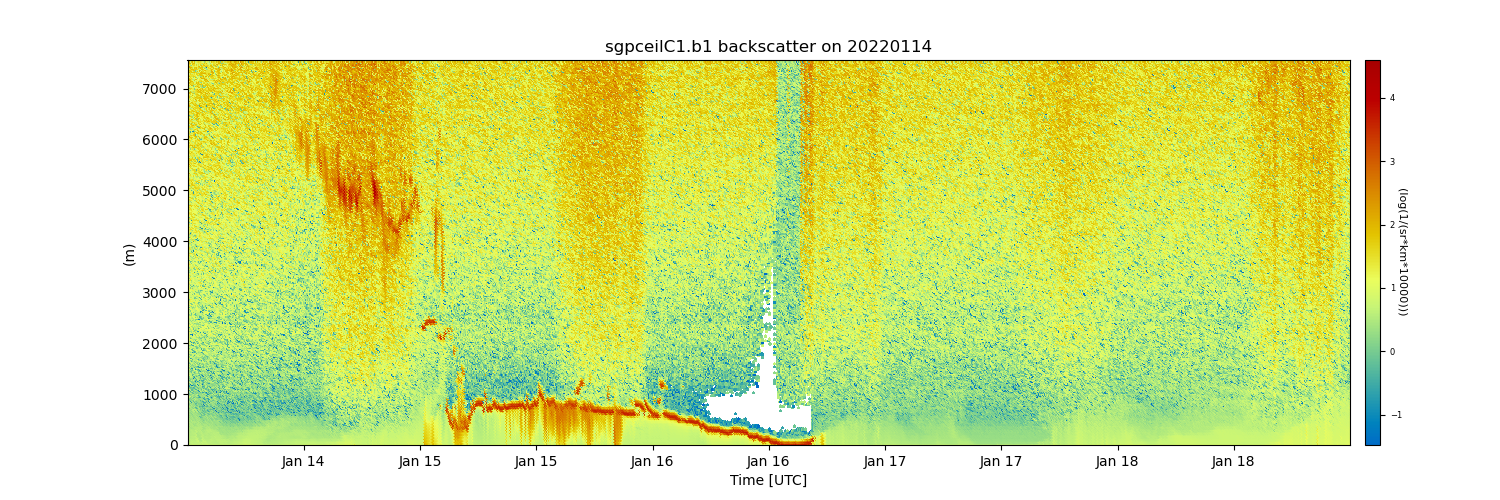 sgpceilC1.b1 backscatter on 20220114
7000
6000
5000
4000
3000
2000
1000
0
(m)
Jan 14
Jan 15
Jan 15
Jan 16
Jan 16
Jan 17
Jan 17
Jan 18
Jan 18
Time [UTC]
4
3
2
1
0
−1
(log(1/(sr*km*10000)))